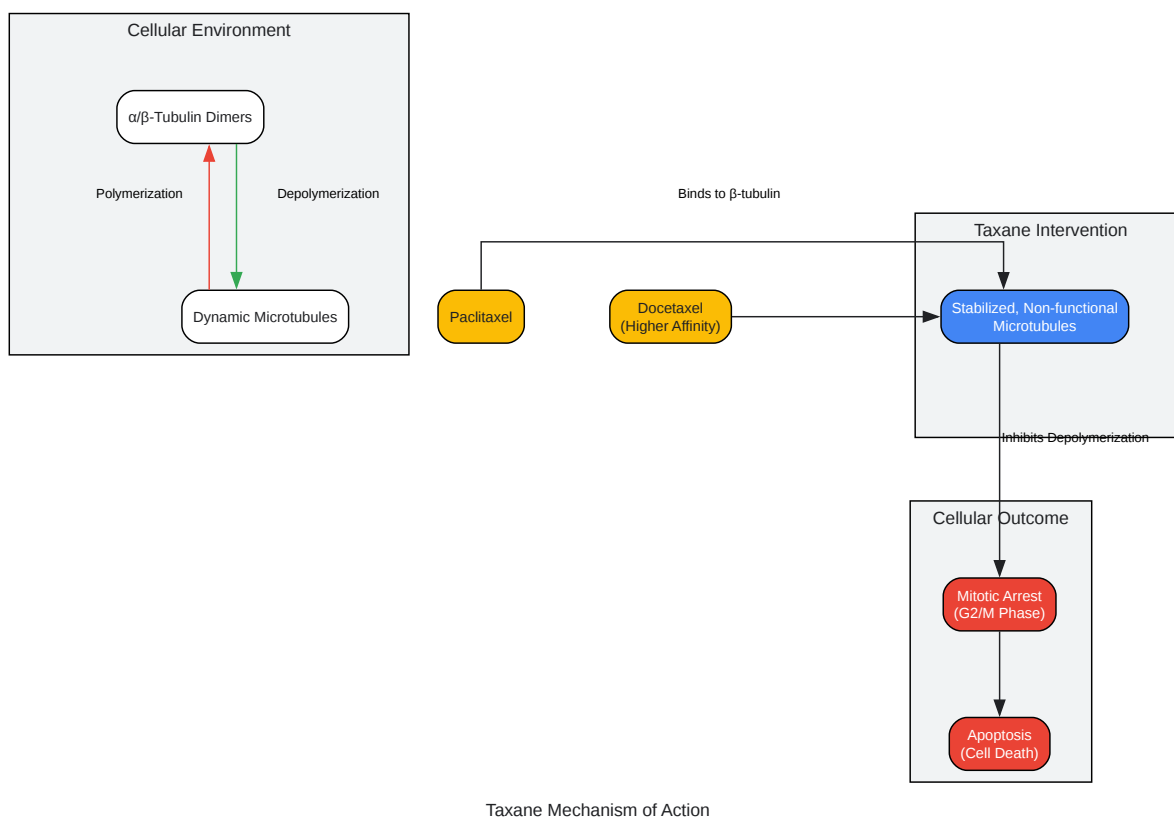 Cellular Environment
α/β-Tubulin Dimers
Polymerization
Depolymerization
Dynamic Microtubules
Binds to β-tubulin
Paclitaxel
Docetaxel
(Higher Affinity)
Taxane Intervention
Stabilized, Non-functional
Microtubules
Inhibits Depolymerization
Cellular Outcome
Mitotic Arrest
(G2/M Phase)
Apoptosis
(Cell Death)
Taxane Mechanism of Action